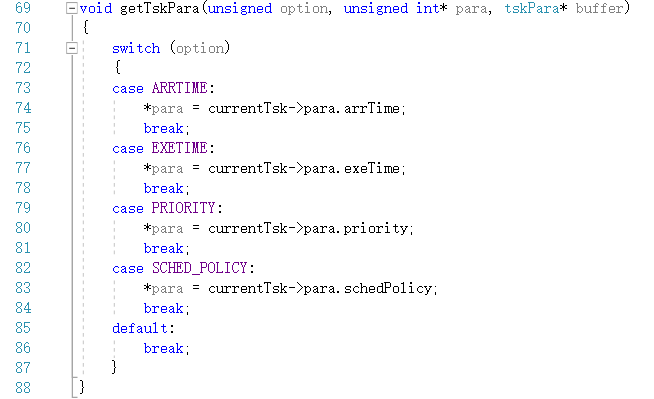 69 void getTskPara(unsigned option, unsigned int* para, tskPara* buffer)
70 {
71 switch (option)
72 {
73 case ARRTIME:
74 *para = currentTsk->para.arrTime;
75 break;
76 case EXETIME:
77 *para = currentTsk->para.exeTime;
78 break;
79 case PRIORITY:
80 *para = currentTsk->para.priority;
81 break;
82 case SCHED_POLICY:
83 *para = currentTsk->para.schedPolicy;
84 break;
85 default:
86 break;
87 }
88 }